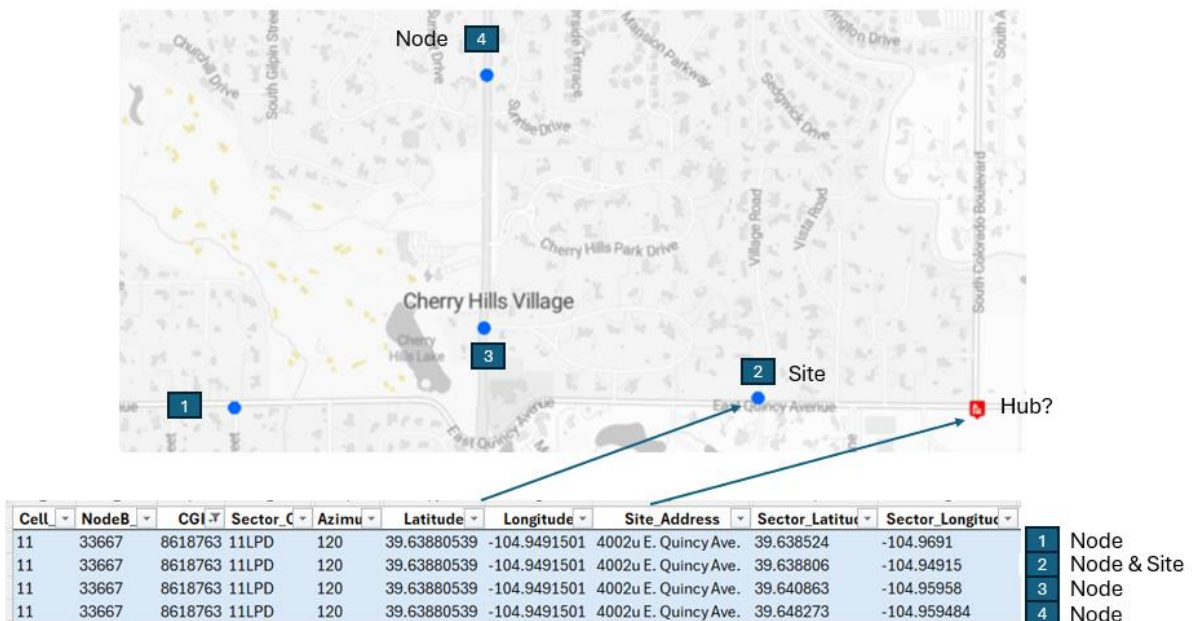 Node 4
Churchill Drive
South Gilpin Stree
Drive
Mansion Parkway
ington Drive
South A
Sunrise Drive
Sedgwick Drive
Village Road
Vista Road
South Colorado Boulevard
Cherry Hills Park Drive
Cherry Hills Village
Cherry
Hills Lake
3
2 Site
1
East Quincy Avenue
Hub?
East Quincy Avenue
Cell_ NodeB_ CGI Sector_C Azimu Latitude Longitude Site_Address Sector_Latitud Sector_Longituc
11 33667 8618763 11LPD 120 39.63880539 -104.9491501 4002u E. Quincy Ave. 39.638524 -104.9691 1 Node
11 33667 8618763 11LPD 120 39.63880539 -104.9491501 4002u E. Quincy Ave. 39.638806 -104.94915 2 Node & Site
11 33667 8618763 11LPD 120 39.63880539 -104.9491501 4002u E. Quincy Ave. 39.640863 -104.95958 3 Node
11 33667 8618763 11LPD 120 39.63880539 -104.9491501 4002u E. Quincy Ave. 39.648273 -104.959484 4 Node